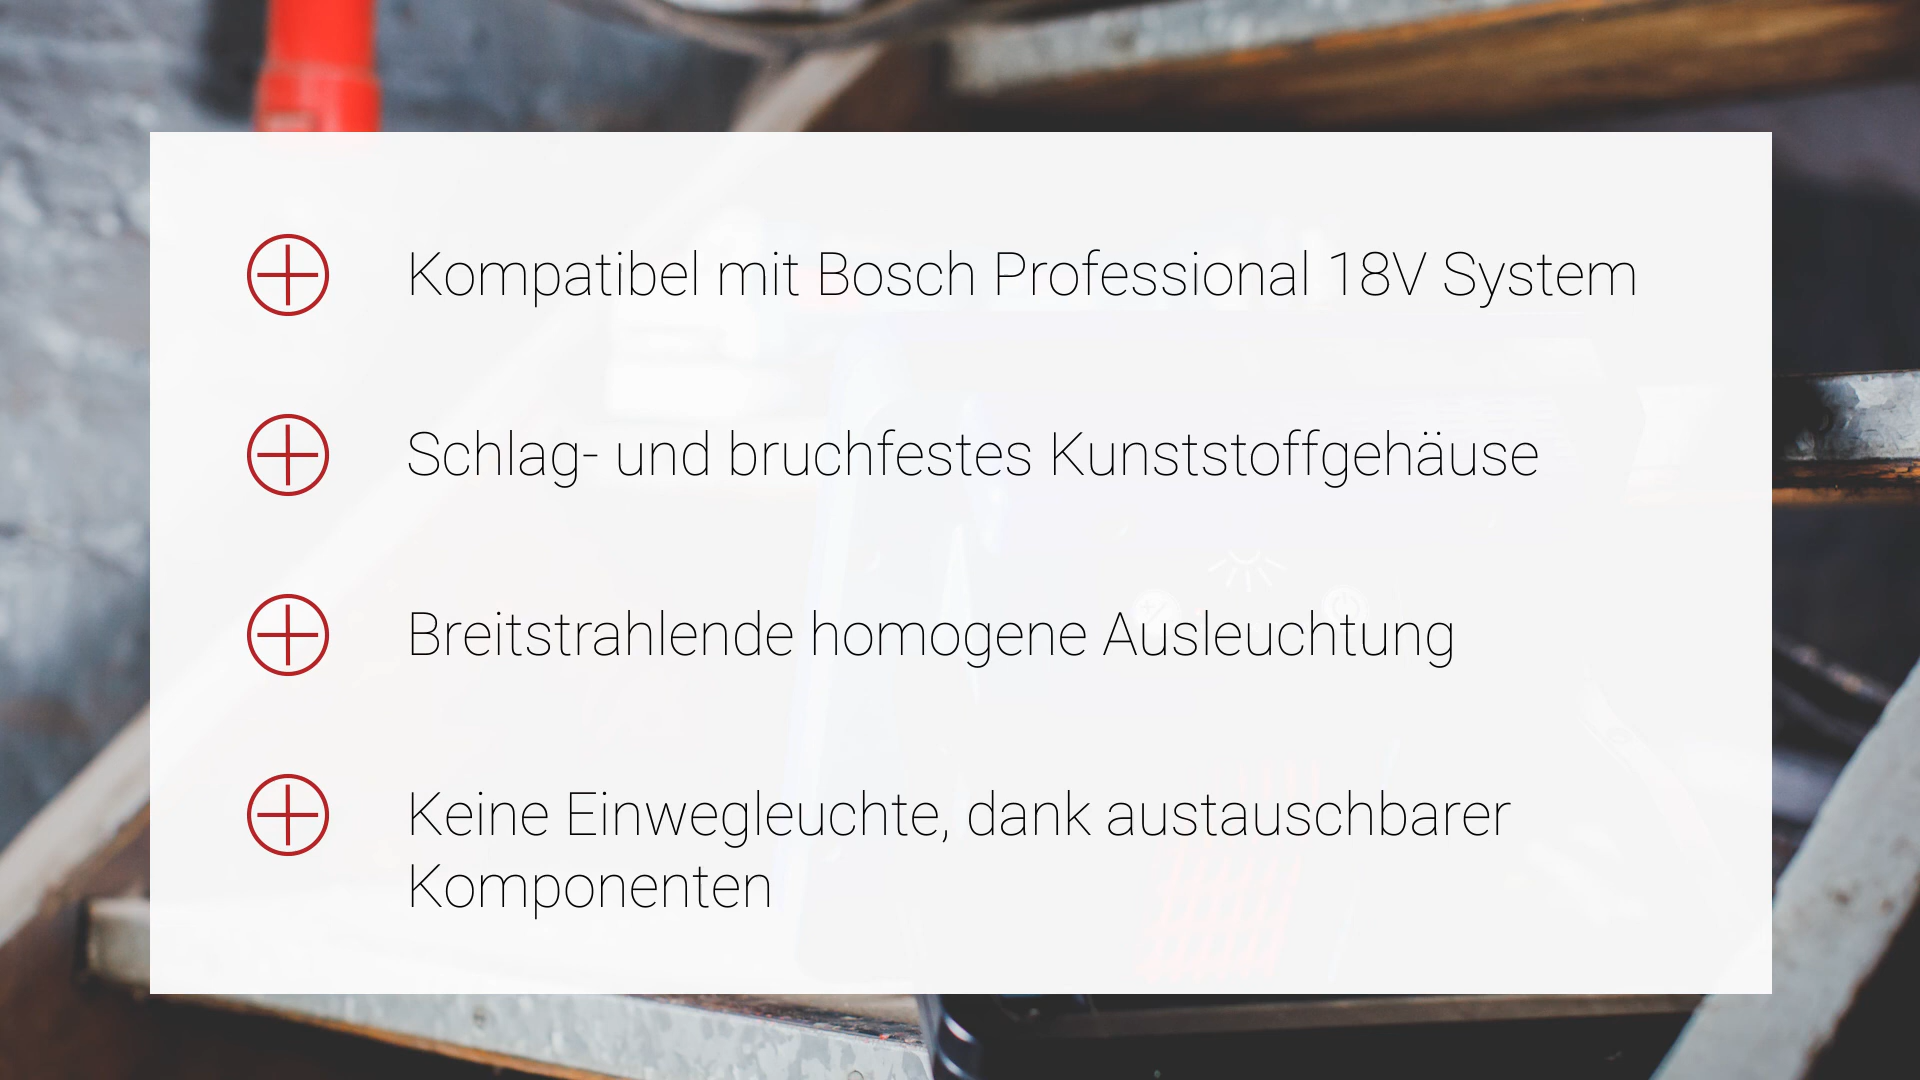 Kompatibel mit Bosch Professional 18V System
Schlag- und bruchfestes Kunststoffgehäuse
Breitstrahlende homogene Ausleuchtung
Keine Einwegleuchte, dank austauschbarer
Komponenten